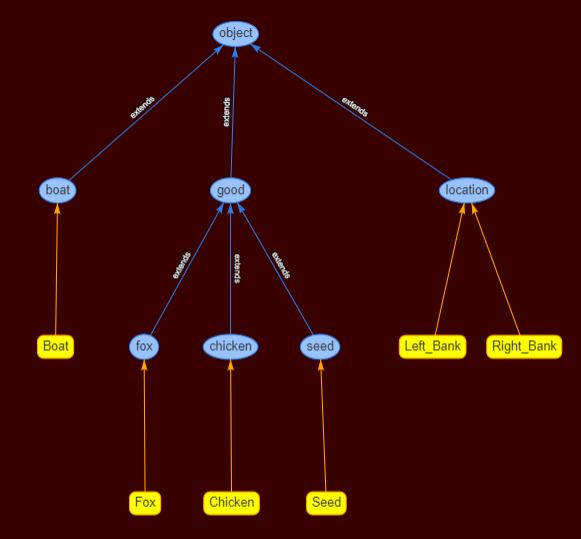 object
extends
extends
extends
boat
good
location
extends
extends
extends
Boat
fox
chicken
seed
Left_Bank
Right_Bank
Fox
Chicken
Seed